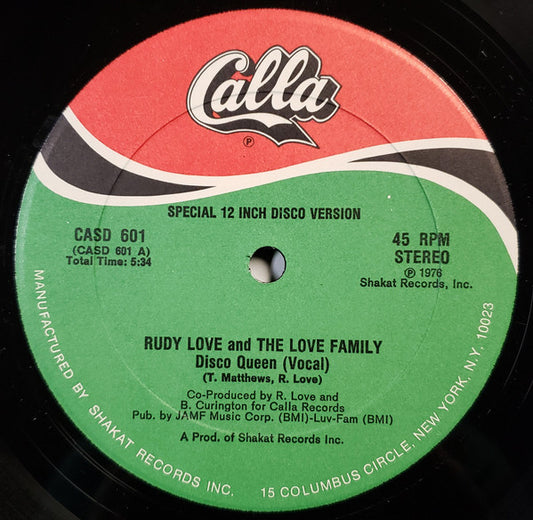 Calla
℗
SPECIAL 12 INCH DISCO VERSION
CASD 601
(CASD 601 A)
Total Time: 5:34
45 RPM
STEREO
℗ 1976
Shakat Records, Inc.
RUDY LOVE and THE LOVE FAMILY
Disco Queen (Vocal)
(T. Matthews, R. Love)
Co-Produced by R. Love and
B. Curington for Calla Records
Pub. by JAMF Music Corp. (BMI)-Luv-Fam (BMI)
A Prod. of Shakat Records Inc.
MANUFACTURED BY SHAKAT RECORDS INC. 15 COLUMBUS CIRCLE, NEW YORK, N.Y. 10023